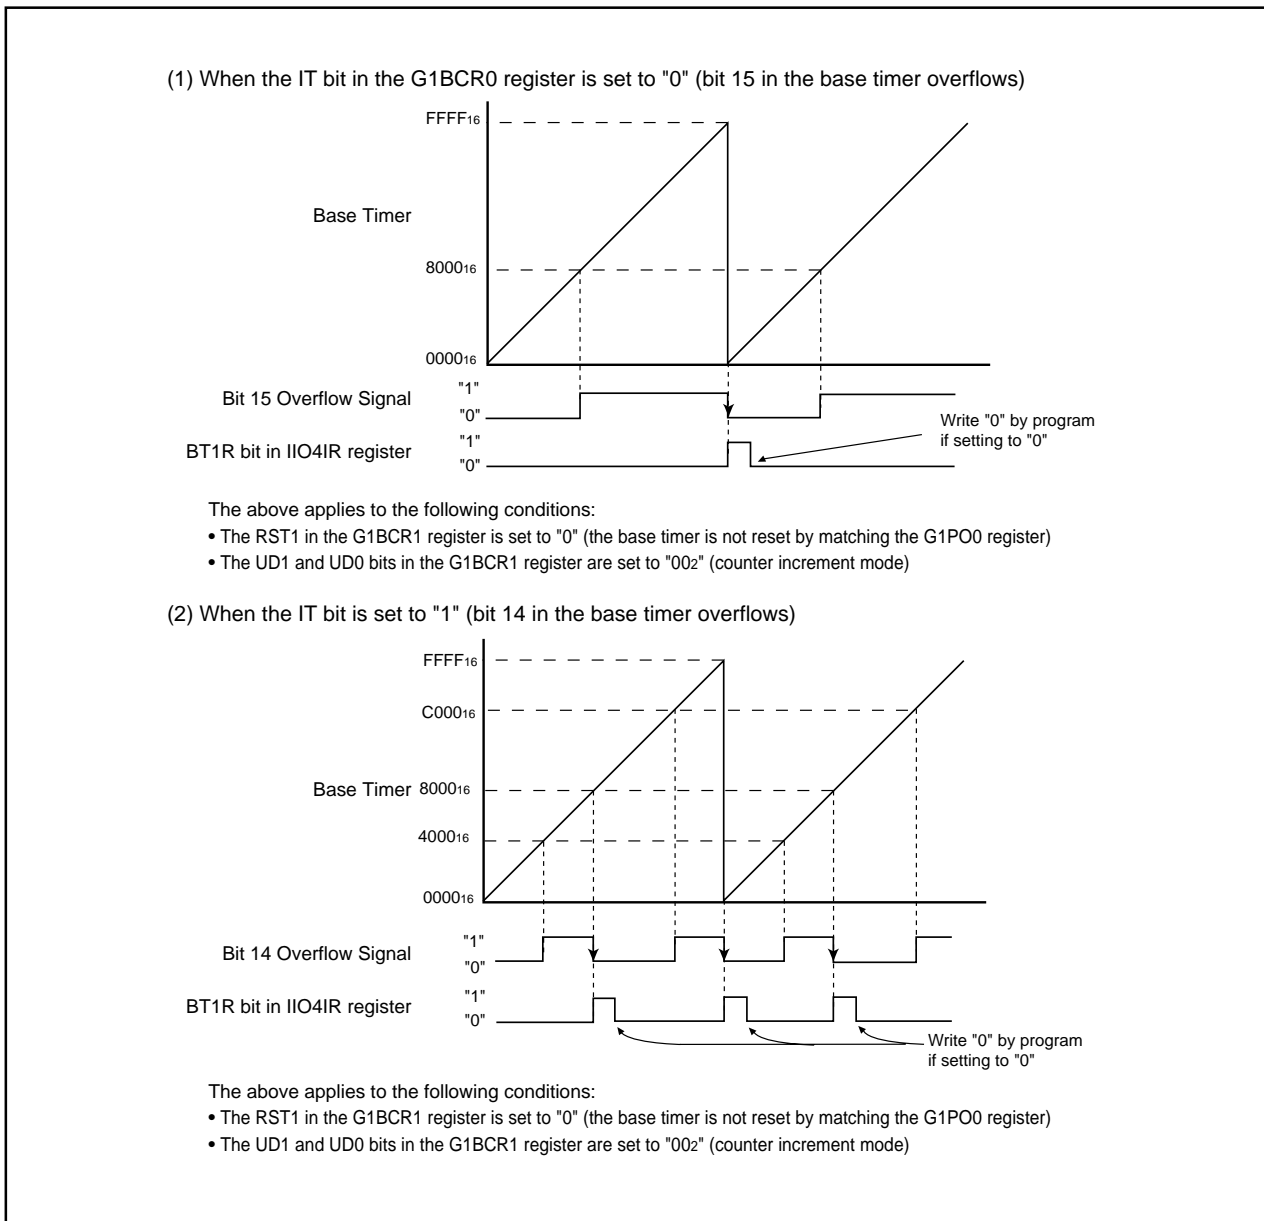 (1) When the IT bit in the G1BCR0 register is set to "0" (bit 15 in the base timer overflows)
FFFF16
Base Timer
800016
000016
Bit 15 Overflow Signal
"1"
"0"
Write "0" by program
if setting to "0"
BT1R bit in IIO4IR register
"1"
"0"
The above applies to the following conditions:
• The RST1 in the G1BCR1 register is set to "0" (the base timer is not reset by matching the G1PO0 register)
• The UD1 and UD0 bits in the G1BCR1 register are set to "002" (counter increment mode)
(2) When the IT bit is set to "1" (bit 14 in the base timer overflows)
FFFF16
C00016
Base Timer
800016
400016
000016
Bit 14 Overflow Signal
"1"
"0"
BT1R bit in IIO4IR register
"1"
"0"
Write "0" by program
if setting to "0"
The above applies to the following conditions:
• The RST1 in the G1BCR1 register is set to "0" (the base timer is not reset by matching the G1PO0 register)
• The UD1 and UD0 bits in the G1BCR1 register are set to "002" (counter increment mode)